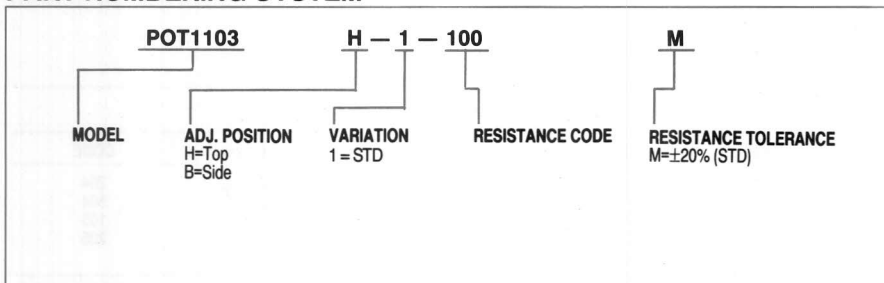 POT1103 H — 1 — 100 M
MODEL
ADJ. POSITION
H=Top
B=Side
VARIATION
1 = STD
RESISTANCE CODE
RESISTANCE TOLERANCE
M=±20% (STD)